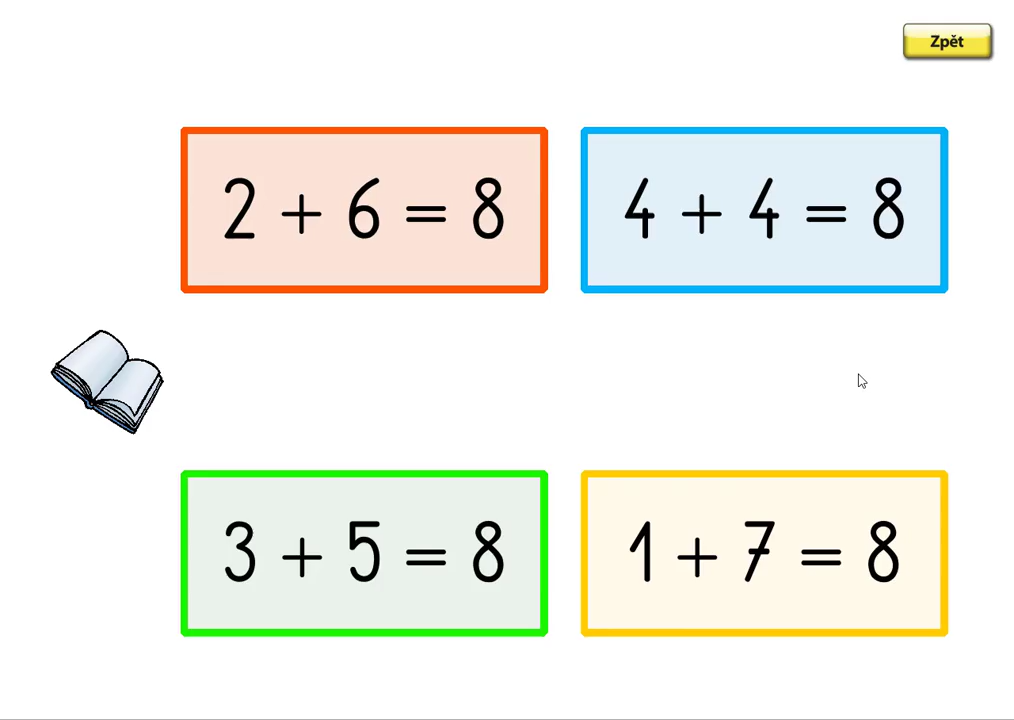 Zpět
2 + 6 = 8
4 + 4 = 8
3 + 5 = 8
1 + 7 = 8